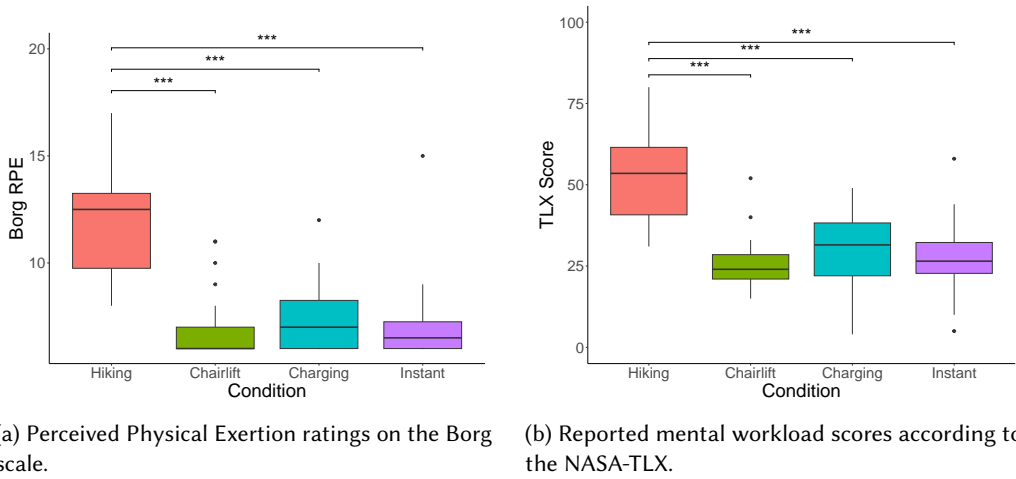 ***
***
***
20
15
10
Borg RPE
Hiking Chairlift Charging Instant
Condition
(a) Perceived Physical Exertion ratings on the Borg
scale.
***
***
***
100
75
50
25
0
TLX Score
Hiking Chairlift Charging Instant
Condition
(b) Reported mental workload scores according to
the NASA-TLX.